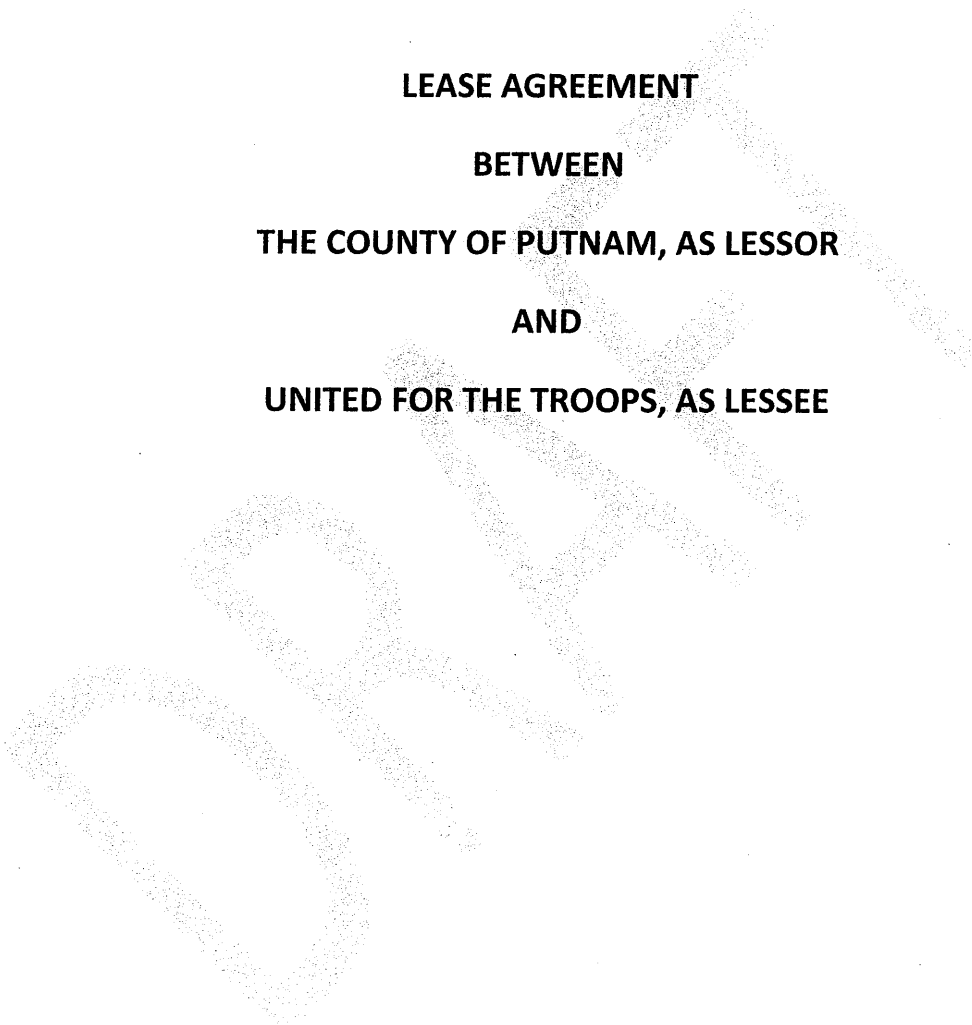 LEASE AGREEMENT
BETWEEN
THE COUNTY OF PUTNAM, AS LESSOR
AND
UNITED FOR THE TROOPS, AS LESSEE
DRAFT